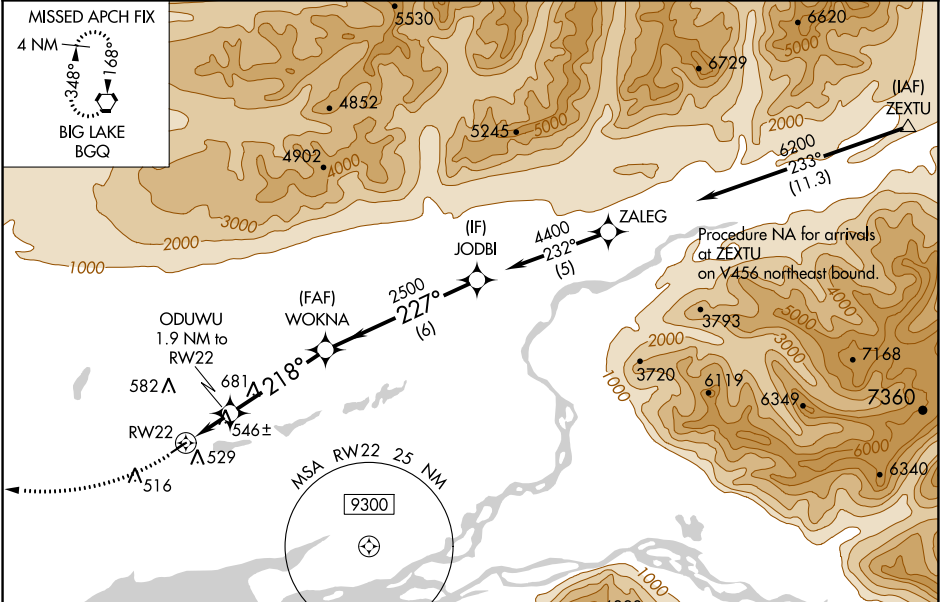 MISSED APCH FIX
4 NM
348°
168°
BIG LAKE
BGQ
5530
6620
5000
6729
4852
5245
5000
2000
(IAF)
ZEXTU
4902
4000
6200
233°
(11.3)
3000
2000
1000
(IF)
JODBI
4400
232°
(5)
ZALEG
Procedure NA for arrivals
at ZEXTU
on V456 northeast bound.
2500
227°
(6)
(FAF)
WOKNA
4000
5000
3793
3000
2000
3720
1000
7168
6119
6349
7360
6000
6340
ODUWU
1.9 NM to
RW22
218°
582
681
546±
RW22
529
516
MSA RW22 25 NM
9300
1000